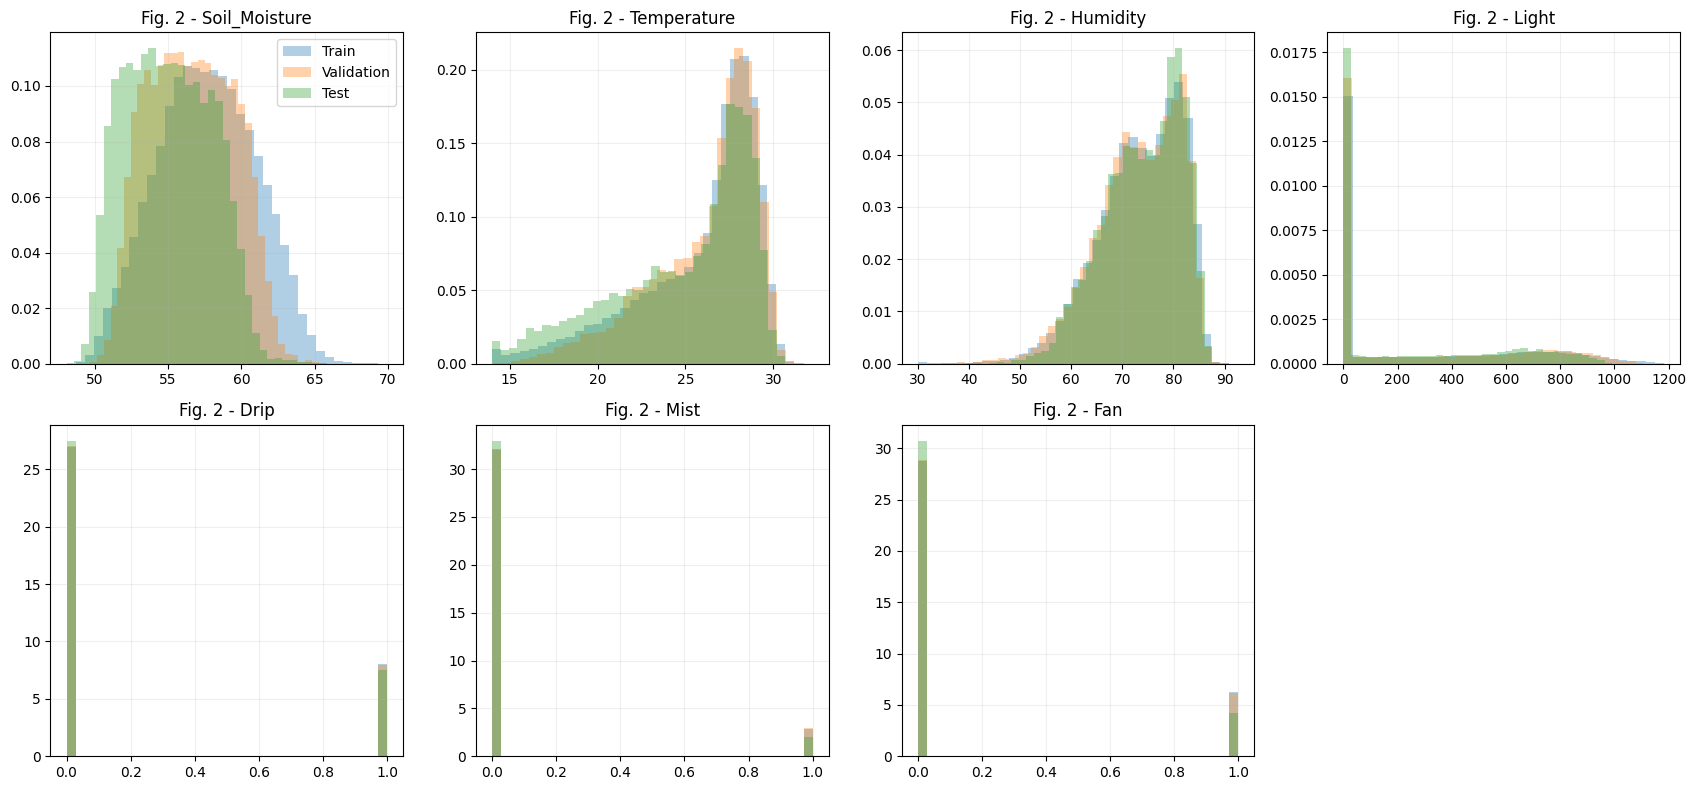 Fig. 2 - Soil_Moisture
0.10
0.08
0.06
0.04
0.02
0.00
50 55 60 65 70
Train
Validation
Test
Fig. 2 - Temperature
0.20
0.15
0.10
0.05
0.00
15 20 25 30
Fig. 2 - Humidity
0.06
0.05
0.04
0.03
0.02
0.01
0.00
30 40 50 60 70 80 90
Fig. 2 - Light
0.0175
0.0150
0.0125
0.0100
0.0075
0.0050
0.0025
0.0000
0 200 400 600 800 1000 1200
Fig. 2 - Drip
25
20
15
10
5
0
0.0 0.2 0.4 0.6 0.8 1.0
Fig. 2 - Mist
30
25
20
15
10
5
0
0.0 0.2 0.4 0.6 0.8 1.0
Fig. 2 - Fan
30
25
20
15
10
5
0
0.0 0.2 0.4 0.6 0.8 1.0